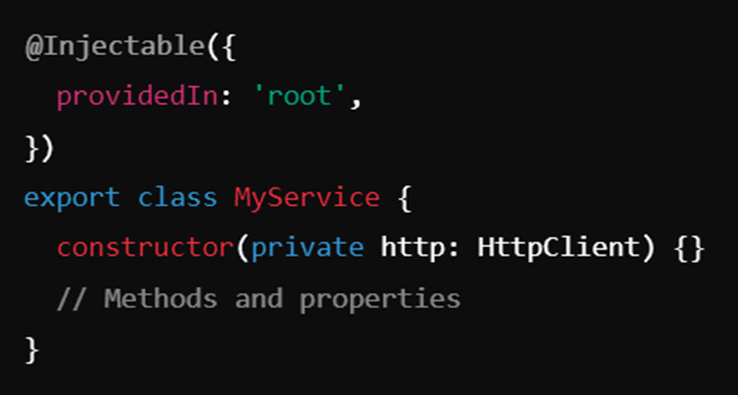 @Injectable({
  providedIn: 'root',
})
export class MyService {
  constructor(private http: HttpClient) {}
  // Methods and properties
}